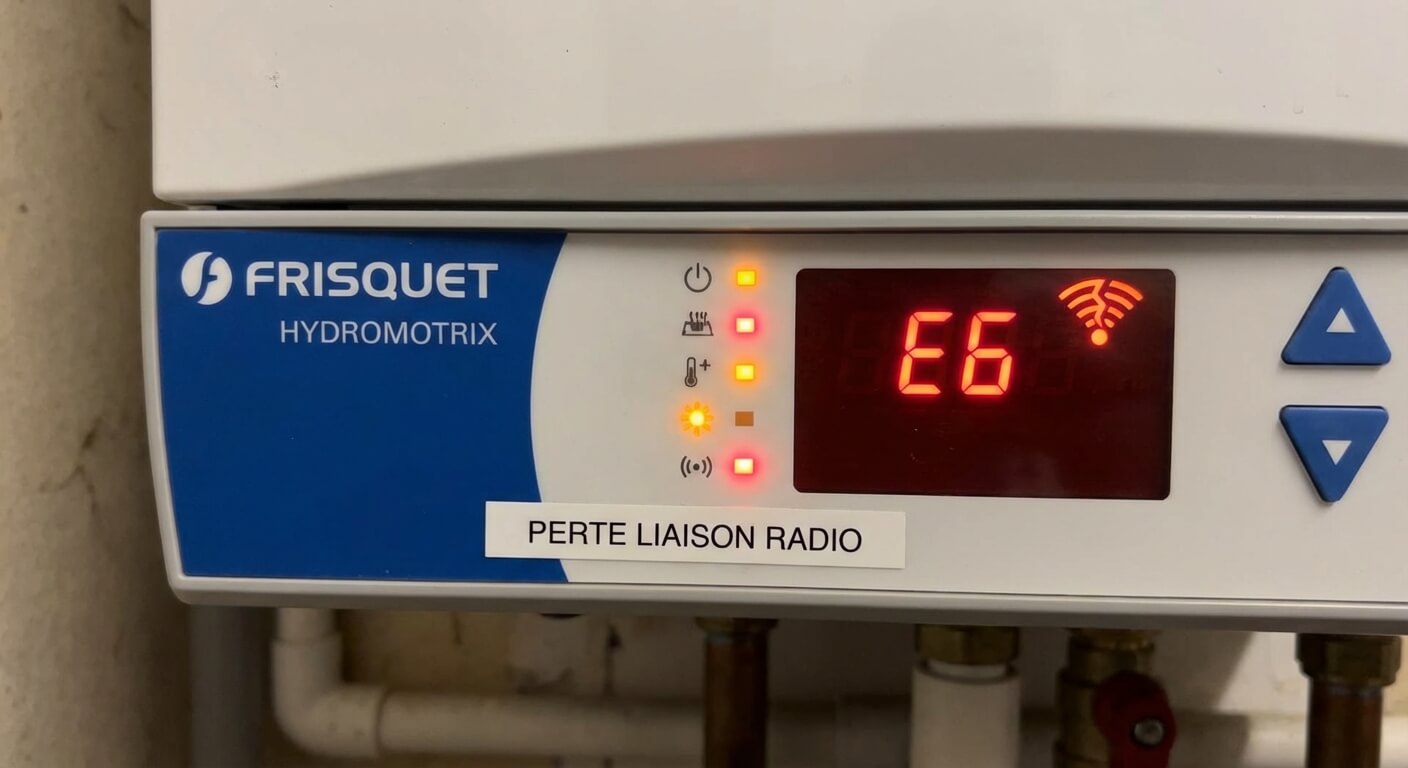 FRISQUET
HYDROMOTRIX
E6
PERTE LIAISON RADIO